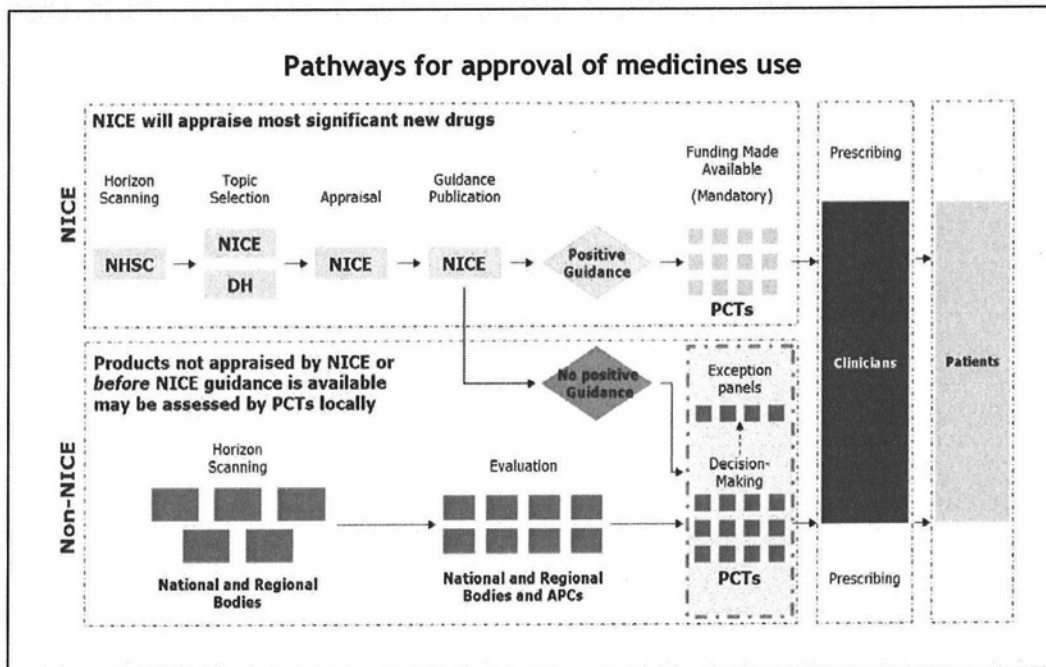 Pathways for approval of medicines use
NICE
NICE will appraise most significant new drugs
Horizon
Scanning
Topic
Selection
Appraisal
Guidance
Publication
Funding Made
Available
(Mandatory)
NHSC
NICE
DH
NICE
NICE
Positive
Guidance
PCTs
Prescribing
Clinicians
Patients
Non-NICE
Products not appraised by NICE or
before NICE guidance is available
may be assessed by PCTs locally
No positive
Guidance
Exception
panels
Horizon
Scanning
Evaluation
Decision-
Making
National and Regional
Bodies
National and Regional
Bodies and APCs
PCTs
Prescribing